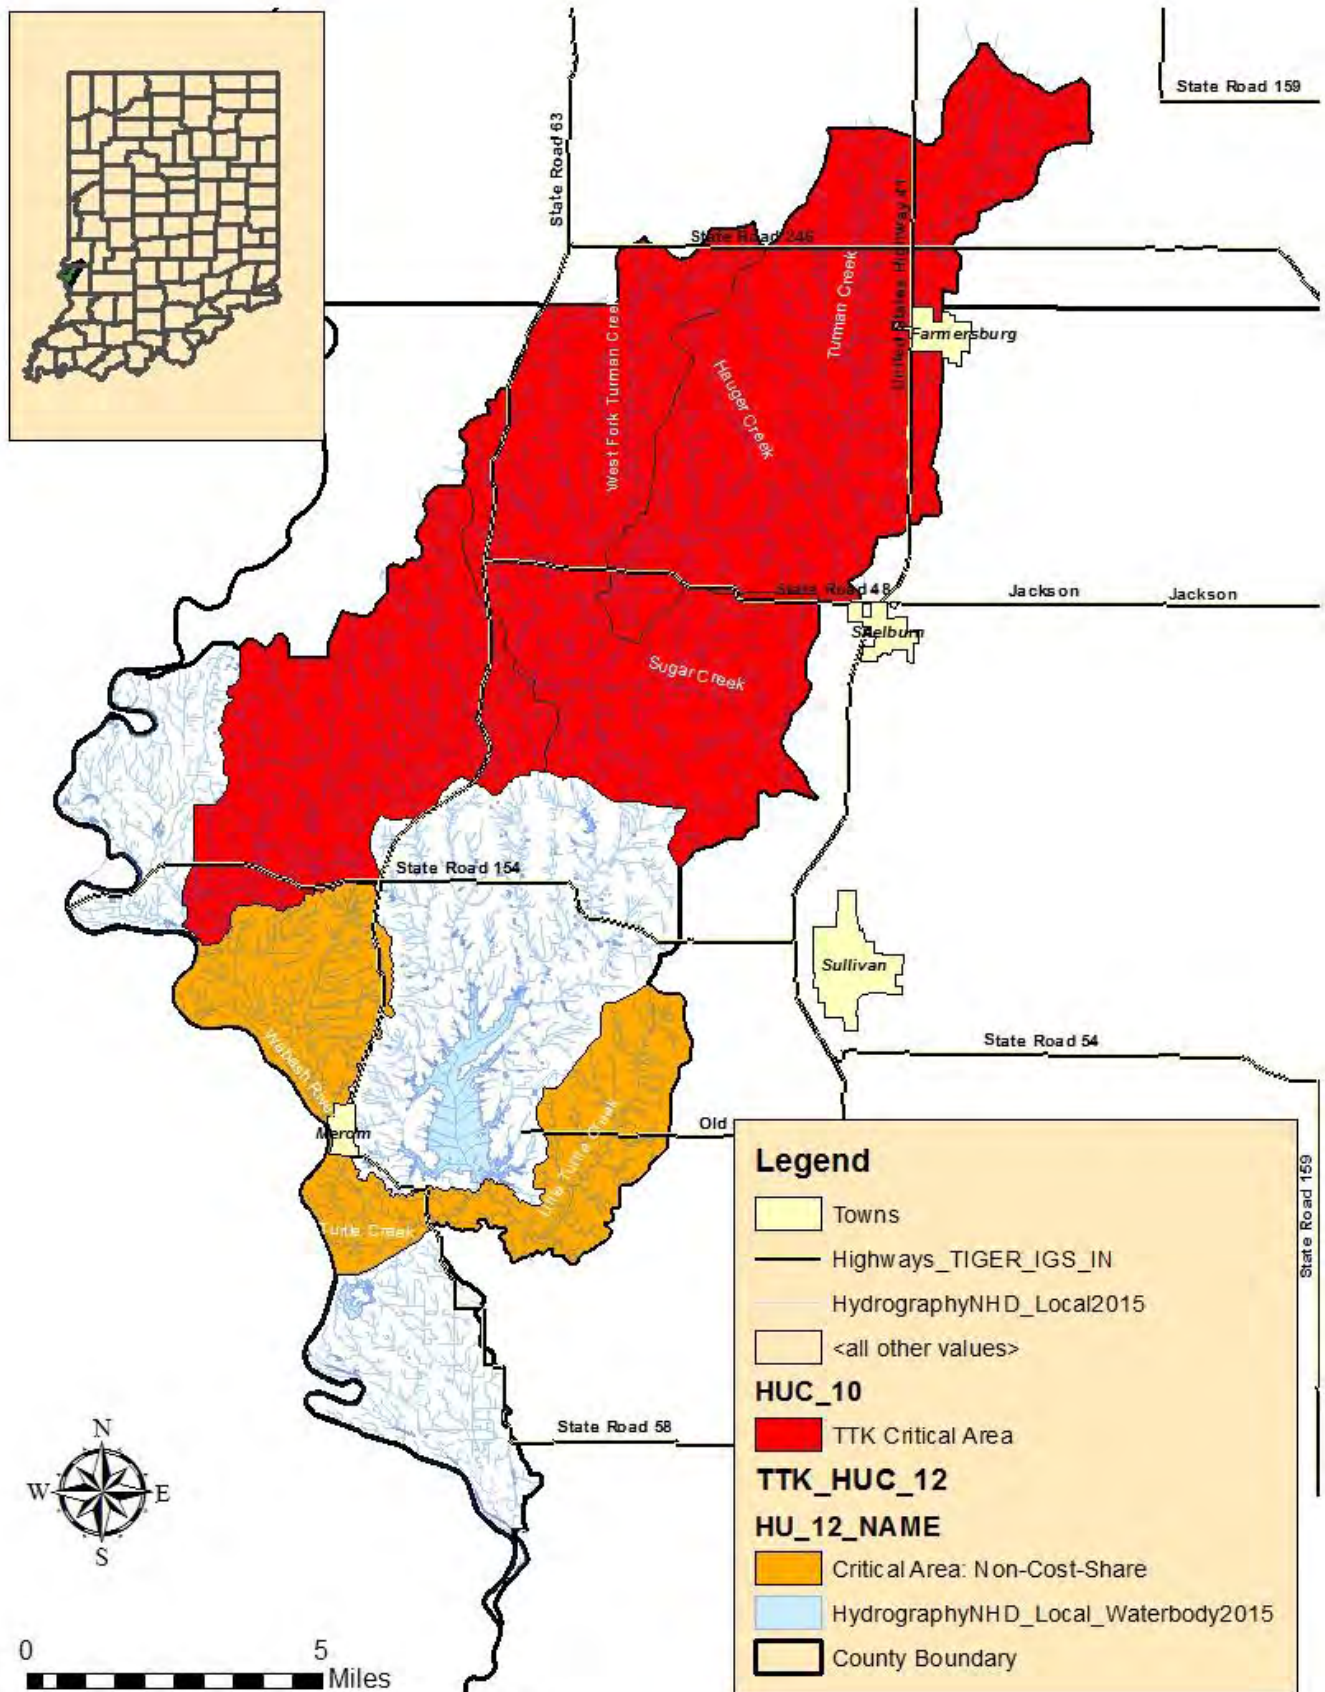 State Road 159
State Road 63
State Road 246
United States Highway 41
Turman Creek
West Fork Turman Creek
Farmersburg
Hauger Creek
State Road 48
Jackson
Jackson
Shelburn
Sugar Creek
State Road 154
Sullivan
State Road 54
Wabash River
Merom
Old
Little Turtle Creek
Turtle Creek
State Road 159
State Road 58
Legend
Towns
Highways_TIGER_IGS_IN
HydrographyNHD_Local2015
<all other values>
HUC_10
TTK Critical Area
TTK_HUC_12
HU_12_NAME
Critical Area: Non-Cost-Share
HydrographyNHD_Local_Waterbody2015
County Boundary
N
W E
S
0 5
Miles